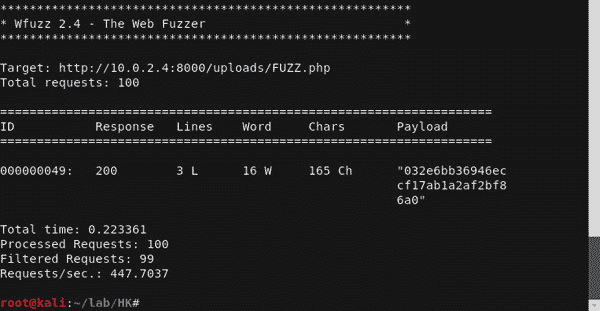 ********************************************************
* Wfuzz 2.4 - The Web Fuzzer                           *
********************************************************
Target: http://10.0.2.4:8000/uploads/FUZZ.php
Total requests: 100
===================================================================
ID           Response   Lines    Word     Chars       Payload
===================================================================
000000049:   200        3 L      16 W     165 Ch      "032e6bb36946ec
cf17ab1a2af2bf8
6a0"
Total time: 0.223361
Processed Requests: 100
Filtered Requests: 99
Requests/sec.: 447.7037
root@kali:~/lab/HK#